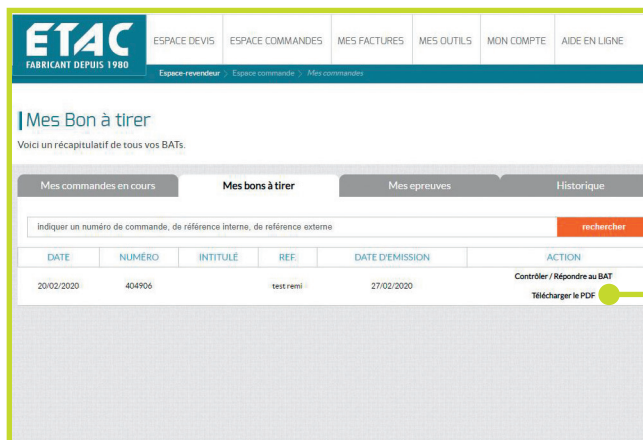 ETAC
FABRICANT DEPUIS 1980
ESPACE DEVIS ESPACE COMMANDES MES FACTURES MES OUTILS MON COMPTE AIDE EN LIGNE
Espace-revendeur > Espace commande > Mes commandes
Mes Bon à tirer
Voici un récapitulatif de tous vos BATs.
Mes commandes en cours Mes bons à tirer Mes epreuves Historique
indiquer un numéro de commande, de référence interne, de reférence externe rechercher
DATE NUMÉRO INTITULÉ REF. DATE D'EMISSION ACTION
20/02/2020 404906 test remi 27/02/2020 Contrôler / Répondre au BAT
Télécharger le PDF